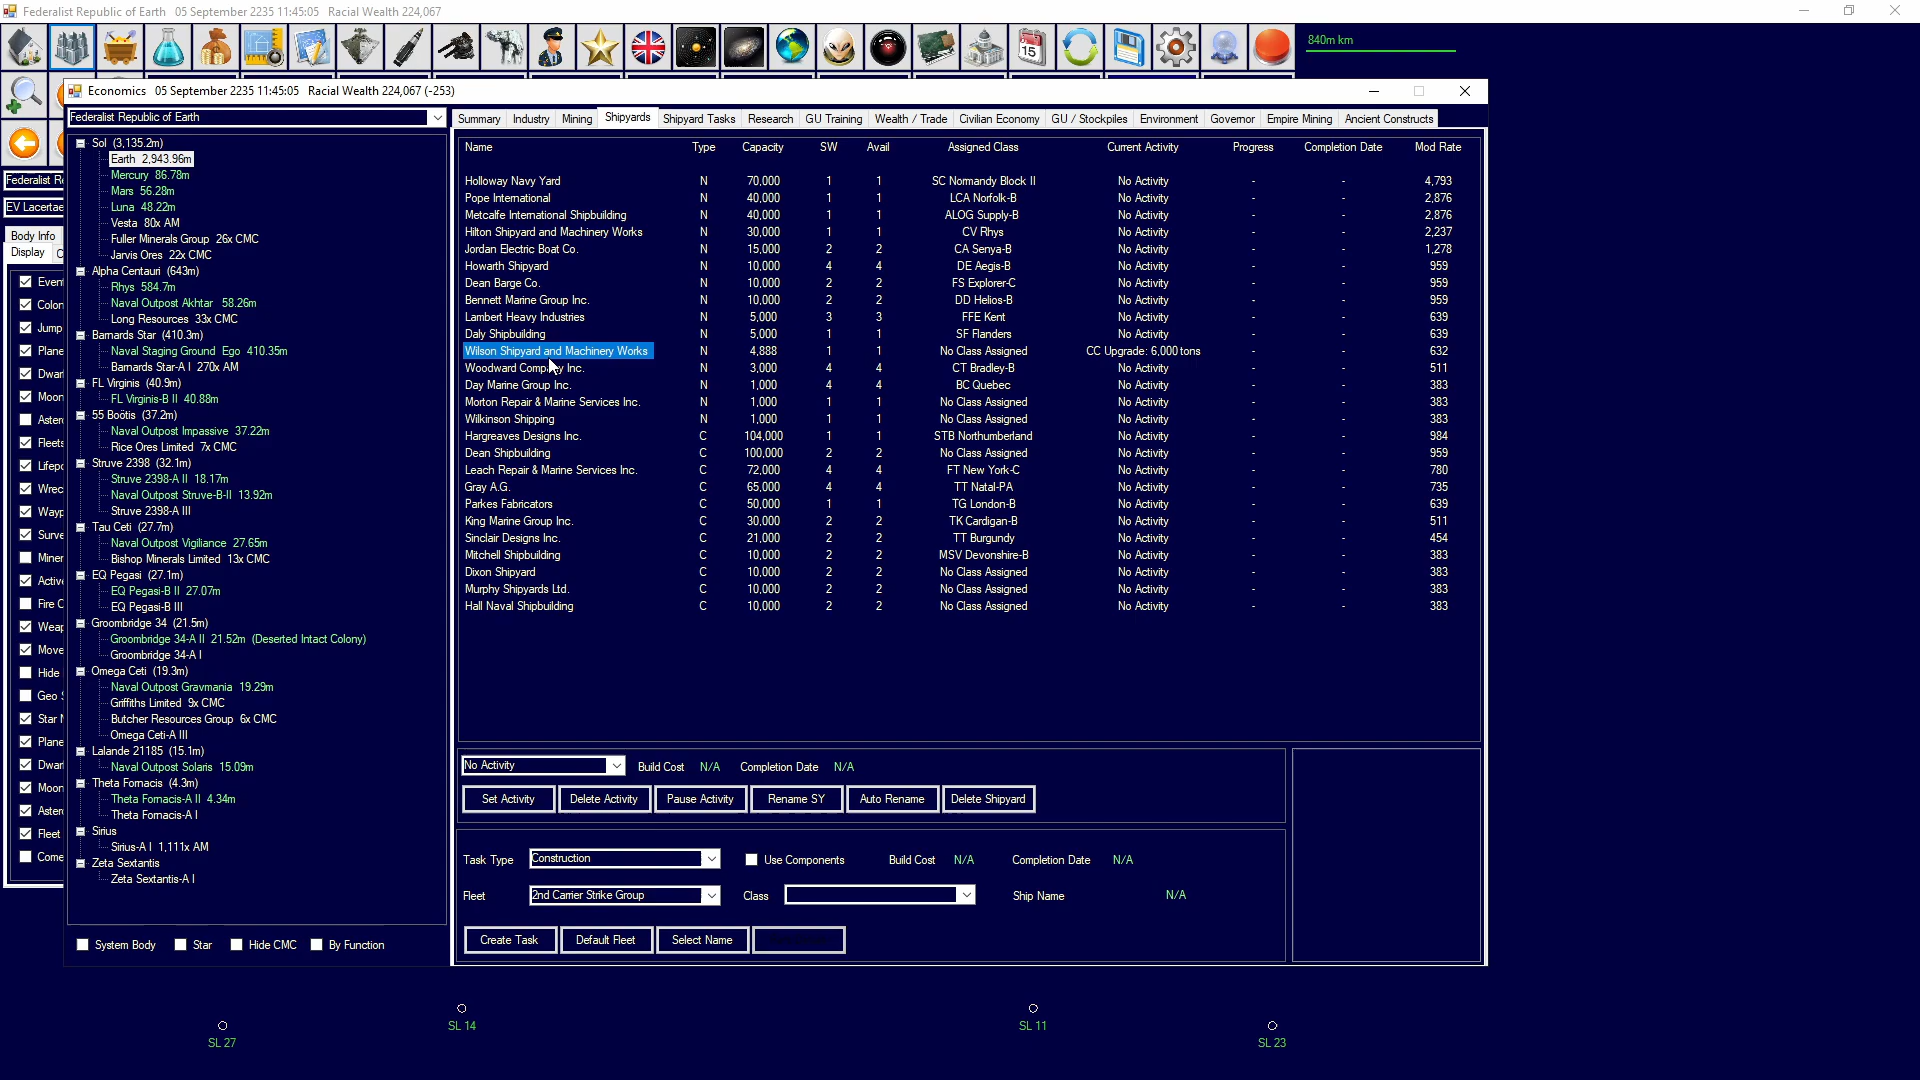 Federalist Republic of Earth 05 September 2235 11:45:05 Racial Wealth 224,067
840m km
Economics 05 September 2235 11:45:05 Racial Wealth 224,067 (-253)
Federalist Republic of Earth
Sol (3,135.2m)
Earth 2,943.96m
Mercury 86.78m
Mars 56.28m
Luna 48.22m
Vesta 80x AM
Fuller Minerals Group 26x CMC
Jarvis Ores 22x CMC
Alpha Centauri (643m)
Rhys 584.7m
Naval Outpost Akhtar 58.26m
Long Resources 33x CMC
Barnards Star (410.3m)
Naval Staging Ground Ego 410.35m
Barnards Star-A I 270x AM
FL Virginis (40.9m)
FL Virginis-B II 40.88m
55 Boötis (37.2m)
Naval Outpost Impassive 37.22m
Rice Ores Limited 7x CMC
Struve 2398 (32.1m)
Struve 2398-A II 18.17m
Naval Outpost Struve-B-II 13.92m
Struve 2398-A III
Tau Ceti (27.7m)
Naval Outpost Vigiliance 27.65m
Bishop Minerals Limited 13x CMC
EQ Pegasi (27.1m)
EQ Pegasi-B II 27.07m
EQ Pegasi-B III
Groombridge 34 (21.5m)
Groombridge 34-A II 21.52m (Deserted Intact Colony)
Groombridge 34-A I
Omega Ceti (19.3m)
Naval Outpost Gravmania 19.29m
Griffiths Limited 9x CMC
Butcher Resources Group 6x CMC
Omega Ceti-A III
Lalande 21185 (15.1m)
Naval Outpost Solaris 15.09m
Theta Fornacis (4.3m)
Theta Fornacis-A II 4.34m
Theta Fornacis-A I
Sirius
Sirius-A I 1,111x AM
Zeta Sextantis
Zeta Sextantis-A I
System Body Star Hide CMC By Function
Summary Industry Mining Shipyards Shipyard Tasks Research GU Training Wealth / Trade Civilian Economy GU / Stockpiles Environment Governor Empire Mining Ancient Constructs
Name Type Capacity SW Avail Assigned Class Current Activity Progress Completion Date Mod Rate
Holloway Navy Yard N 70,000 1 1 SC Normandy Block II No Activity - - 4,793
Pope International N 40,000 1 1 LCA Norfolk-B No Activity - - 2,876
Metcalfe International Shipbuilding N 40,000 1 1 ALOG Supply-B No Activity - - 2,876
Hilton Shipyard and Machinery Works N 30,000 1 1 CV Rhys No Activity - - 2,237
Jordan Electric Boat Co. N 15,000 2 2 CA Senya-B No Activity - - 1,278
Howarth Shipyard N 10,000 4 4 DE Aegis-B No Activity - - 959
Dean Barge Co. N 10,000 2 2 FS Explorer-C No Activity - - 959
Bennett Marine Group Inc. N 10,000 2 2 DD Helios-B No Activity - - 959
Lambert Heavy Industries N 5,000 3 3 FFE Kent No Activity - - 639
Daly Shipbuilding N 5,000 1 1 SF Flanders No Activity - - 639
Wilson Shipyard and Machinery Works N 4,888 1 1 No Class Assigned CC Upgrade: 6,000 tons - - 632
Woodward Company Inc. N 3,000 4 4 CT Bradley-B No Activity - - 511
Day Marine Group Inc. N 1,000 4 4 BC Quebec No Activity - - 383
Morton Repair & Marine Services Inc. N 1,000 1 1 No Class Assigned No Activity - - 383
Wilkinson Shipping N 1,000 1 1 No Class Assigned No Activity - - 383
Hargreaves Designs Inc. C 104,000 1 1 STB Northumberland No Activity - - 984
Dean Shipbuilding C 100,000 2 2 No Class Assigned No Activity - - 959
Leach Repair & Marine Services Inc. C 72,000 4 4 FT New York-C No Activity - - 780
Gray A.G. C 65,000 4 4 TT Natal-PA No Activity - - 735
Parkes Fabricators C 50,000 1 1 TG London-B No Activity - - 639
King Marine Group Inc. C 30,000 2 2 TK Cardigan-B No Activity - - 511
Sinclair Designs Inc. C 21,000 2 2 TT Burgundy No Activity - - 454
Mitchell Shipbuilding C 10,000 2 2 MSV Devonshire-B No Activity - - 383
Dixon Shipyard C 10,000 2 2 No Class Assigned No Activity - - 383
Murphy Shipyards Ltd. C 10,000 2 2 No Class Assigned No Activity - - 383
Hall Naval Shipbuilding C 10,000 2 2 No Class Assigned No Activity - - 383
No Activity Build Cost N/A Completion Date N/A
Set Activity Delete Activity Pause Activity Rename SY Auto Rename Delete Shipyard
Task Type Construction Use Components Build Cost N/A Completion Date N/A
Fleet 2nd Carrier Strike Group Class Ship Name N/A
Create Task Default Fleet Select Name
Federalist R
EV Lacertae
Body Info
Display
Jump
Fleets
Active
Move
Hide
Fleet
SL 27
SL 14
SL 11
SL 23